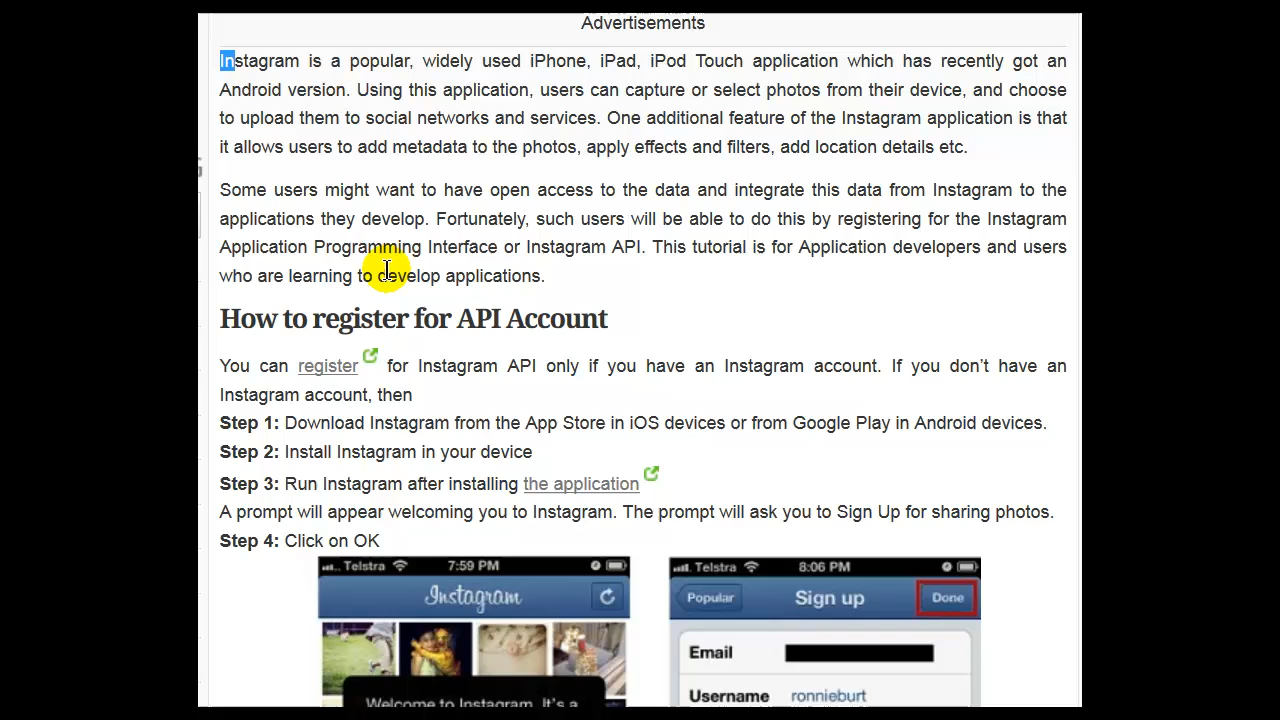 Advertisements
Instagram is a popular, widely used iPhone, iPad, iPod Touch application which has recently got an
Android version. Using this application, users can capture or select photos from their device, and choose
to upload them to social networks and services. One additional feature of the Instagram application is that
it allows users to add metadata to the photos, apply effects and filters, add location details etc.
Some users might want to have open access to the data and integrate this data from Instagram to the
applications they develop. Fortunately, such users will be able to do this by registering for the Instagram
Application Programming Interface or Instagram API. This tutorial is for Application developers and users
who are learning to develop applications.
How to register for API Account
You can register for Instagram API only if you have an Instagram account. If you don’t have an
Instagram account, then
Step 1: Download Instagram from the App Store in iOS devices or from Google Play in Android devices.
Step 2: Install Instagram in your device
Step 3: Run Instagram after installing the application
A prompt will appear welcoming you to Instagram. The prompt will ask you to Sign Up for sharing photos.
Step 4: Click on OK
Telstra 7:59 PM
Instagram
Welcome to Instagram. It's a
Telstra 8:06 PM
Popular Sign up Done
Email
Username ronnieburt